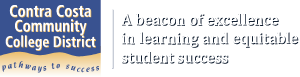 Contra Costa
Community
College District
pathways to success
A beacon of excellence
in learning and equitable
student success